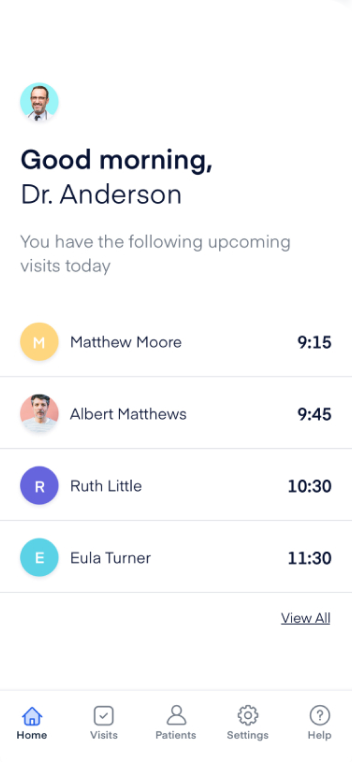 Good morning,
Dr. Anderson
You have the following upcoming
visits today
M Matthew Moore 9:15
Albert Matthews 9:45
R Ruth Little 10:30
E Eula Turner 11:30
View All
Home Visits Patients Settings Help